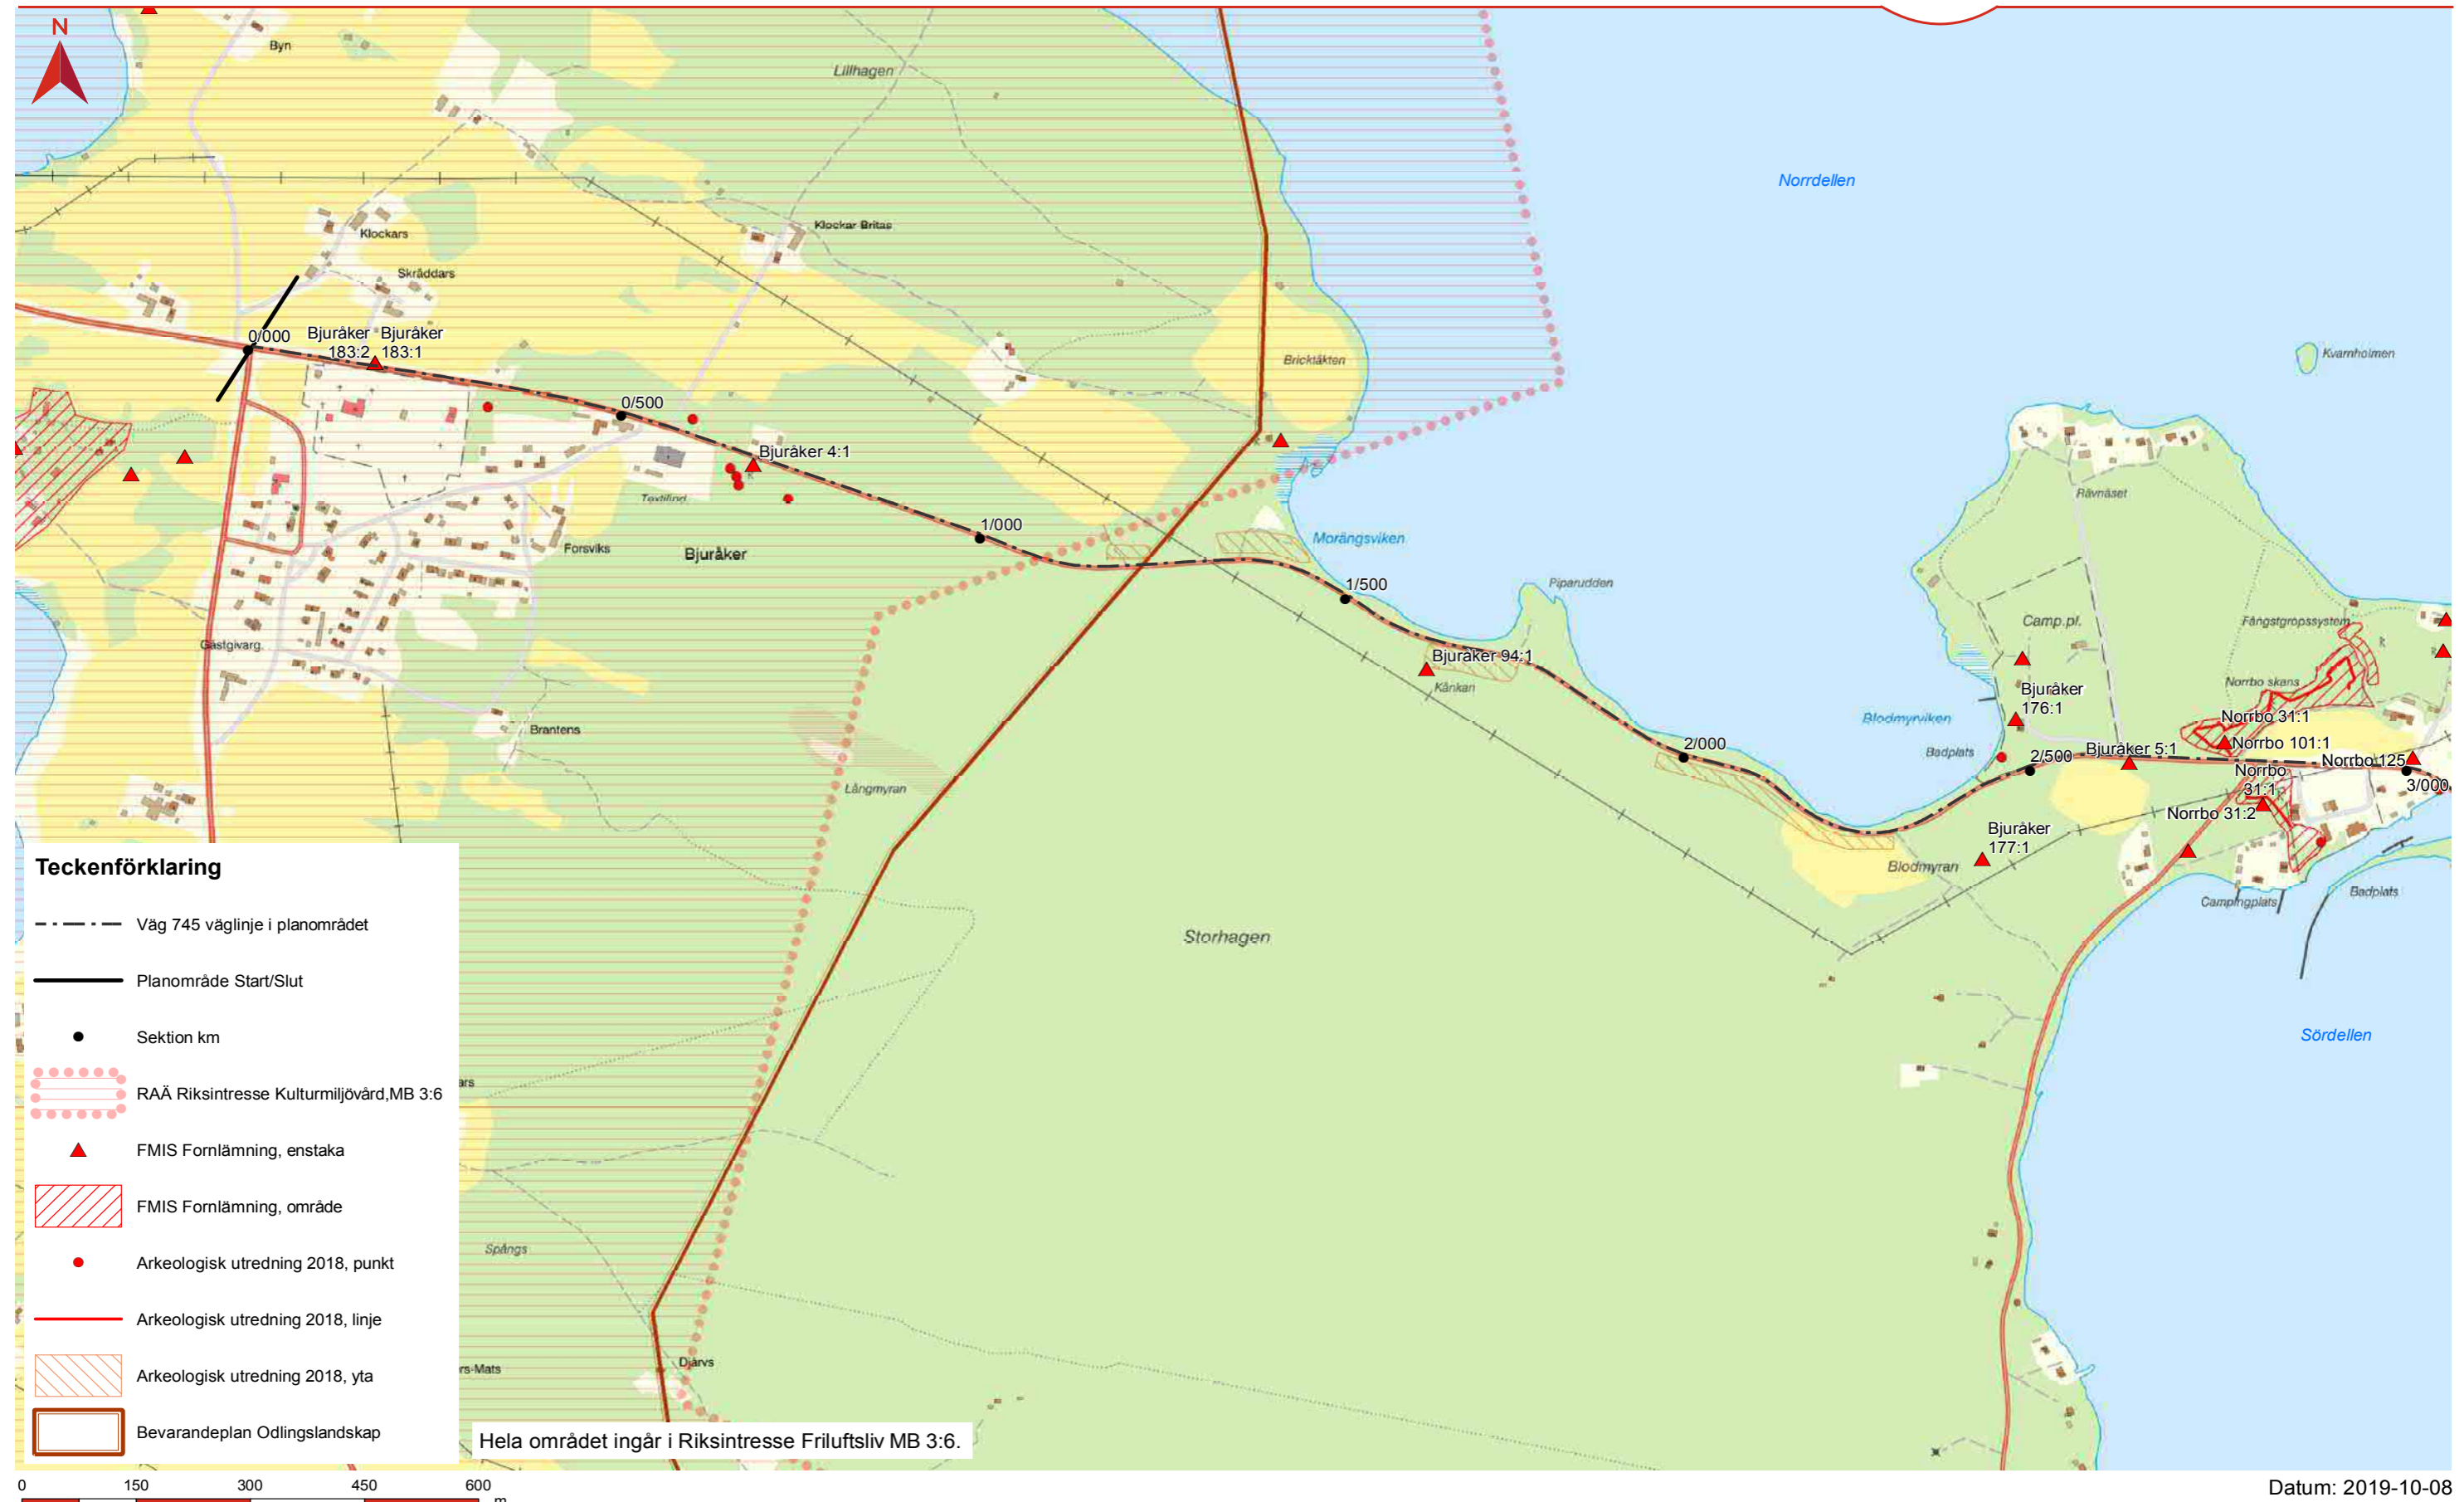 N
Byn
Lillhagen
Norrdellen
Klockar Britas
Klockars
Skräddars
0/000
Bjuråker
183:2
Bjuråker
183:1
Bricktäkten
Kvarnholmen
0/500
Bjuråker 4:1
Rävnäset
Textilind.
R
R
1/000
Forsviks
Bjuråker
Morängsviken
1/500
Piparudden
Camp.pl.
Fångstgropssystem
R
R
Gästgivarg.
Bjuråker 94:1
Kånkan
Norrbo skans
Bjuråker
176:1
Blodmyrviken
Norrbo 31:1
Brantens
Badplats
2/000
2/500
Bjuråker 5:1
Norrbo 101:1
Norrbo 125
Norrbo
31:1
3/000
Långmyran
Norrbo 31:2
Bjuråker
177:1
Blodmyran
Badplats
Campingplats
Storhagen
Sördellen
ars
Spångs
Djärvs
rs-Mats
Teckenförklaring
Väg 745 väglinje i planområdet
Planområde Start/Slut
Sektion km
RAÄ Riksintresse Kulturmiljövård,MB 3:6
FMIS Fornlämning, enstaka
FMIS Fornlämning, område
Arkeologisk utredning 2018, punkt
Arkeologisk utredning 2018, linje
Arkeologisk utredning 2018, yta
Bevarandeplan Odlingslandskap
Hela området ingår i Riksintresse Friluftsliv MB 3:6.
0 150 300 450 600
m
Datum: 2019-10-08